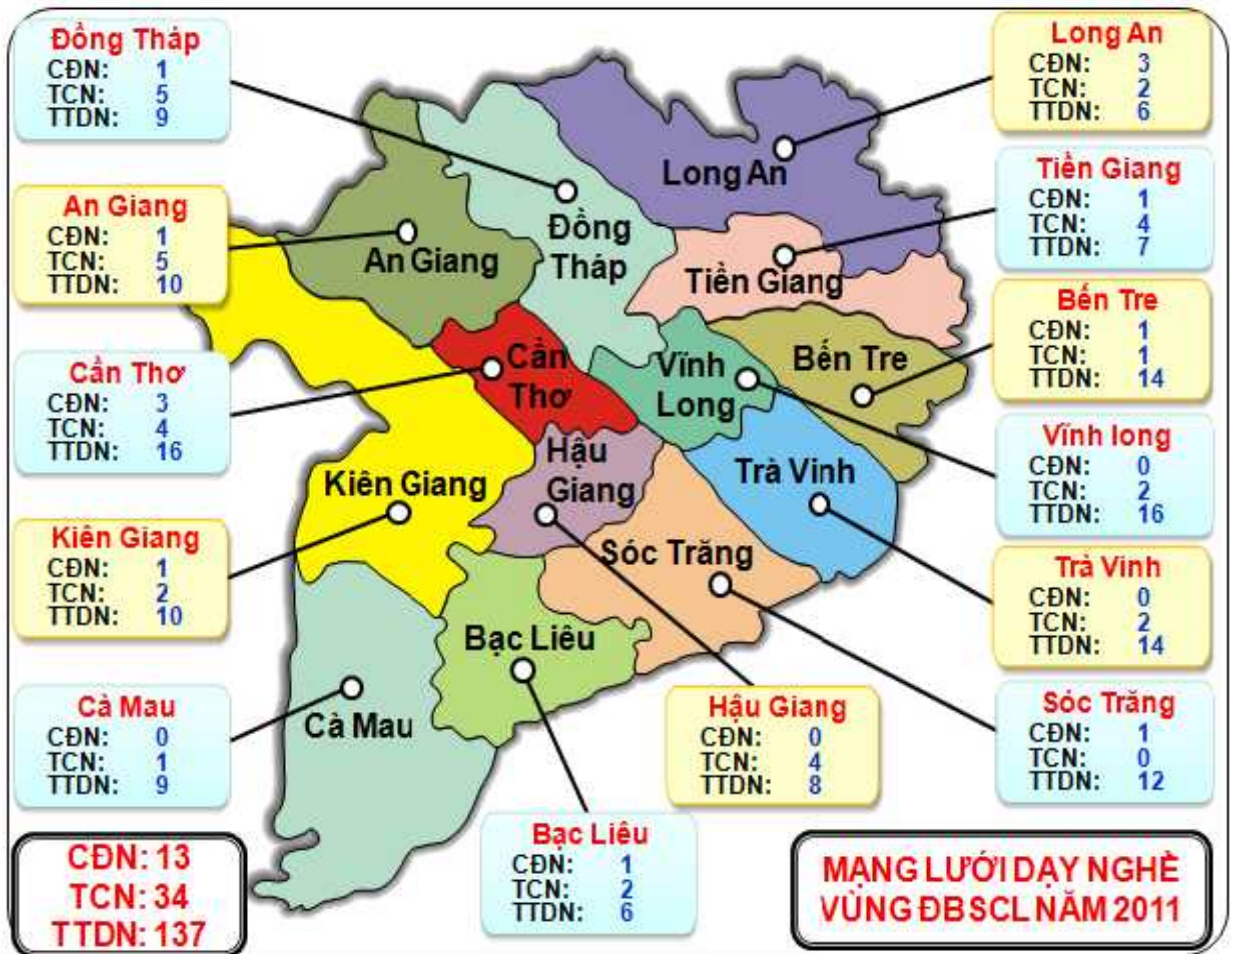 Đồng Tháp
CĐN: 1
TCN: 5
TTDN: 9
An Giang
CĐN: 1
TCN: 5
TTDN: 10
Cần Thơ
CĐN: 3
TCN: 4
TTDN: 16
Kiên Giang
CĐN: 1
TCN: 2
TTDN: 10
Cà Mau
CĐN: 0
TCN: 1
TTDN: 9
CĐN: 13
TCN: 34
TTDN: 137
Long An
Đồng
Tháp
An Giang
Tiền Giang
Cần
Thơ
Vĩnh
Long
Bến Tre
Hậu
Giang
Kiên Giang
Trà Vinh
Sóc Trăng
Bạc Liêu
Cà Mau
Bạc Liêu
CĐN: 1
TCN: 2
TTDN: 6
Hậu Giang
CĐN: 0
TCN: 4
TTDN: 8
Long An
CĐN: 3
TCN: 2
TTDN: 6
Tiền Giang
CĐN: 1
TCN: 4
TTDN: 7
Bến Tre
CĐN: 1
TCN: 1
TTDN: 14
Vĩnh long
CĐN: 0
TCN: 2
TTDN: 16
Trà Vinh
CĐN: 0
TCN: 2
TTDN: 14
Sóc Trăng
CĐN: 1
TCN: 0
TTDN: 12
MẠNG LƯỚI DẠY NGHỀ
VÙNG ĐBSCL NĂM 2011